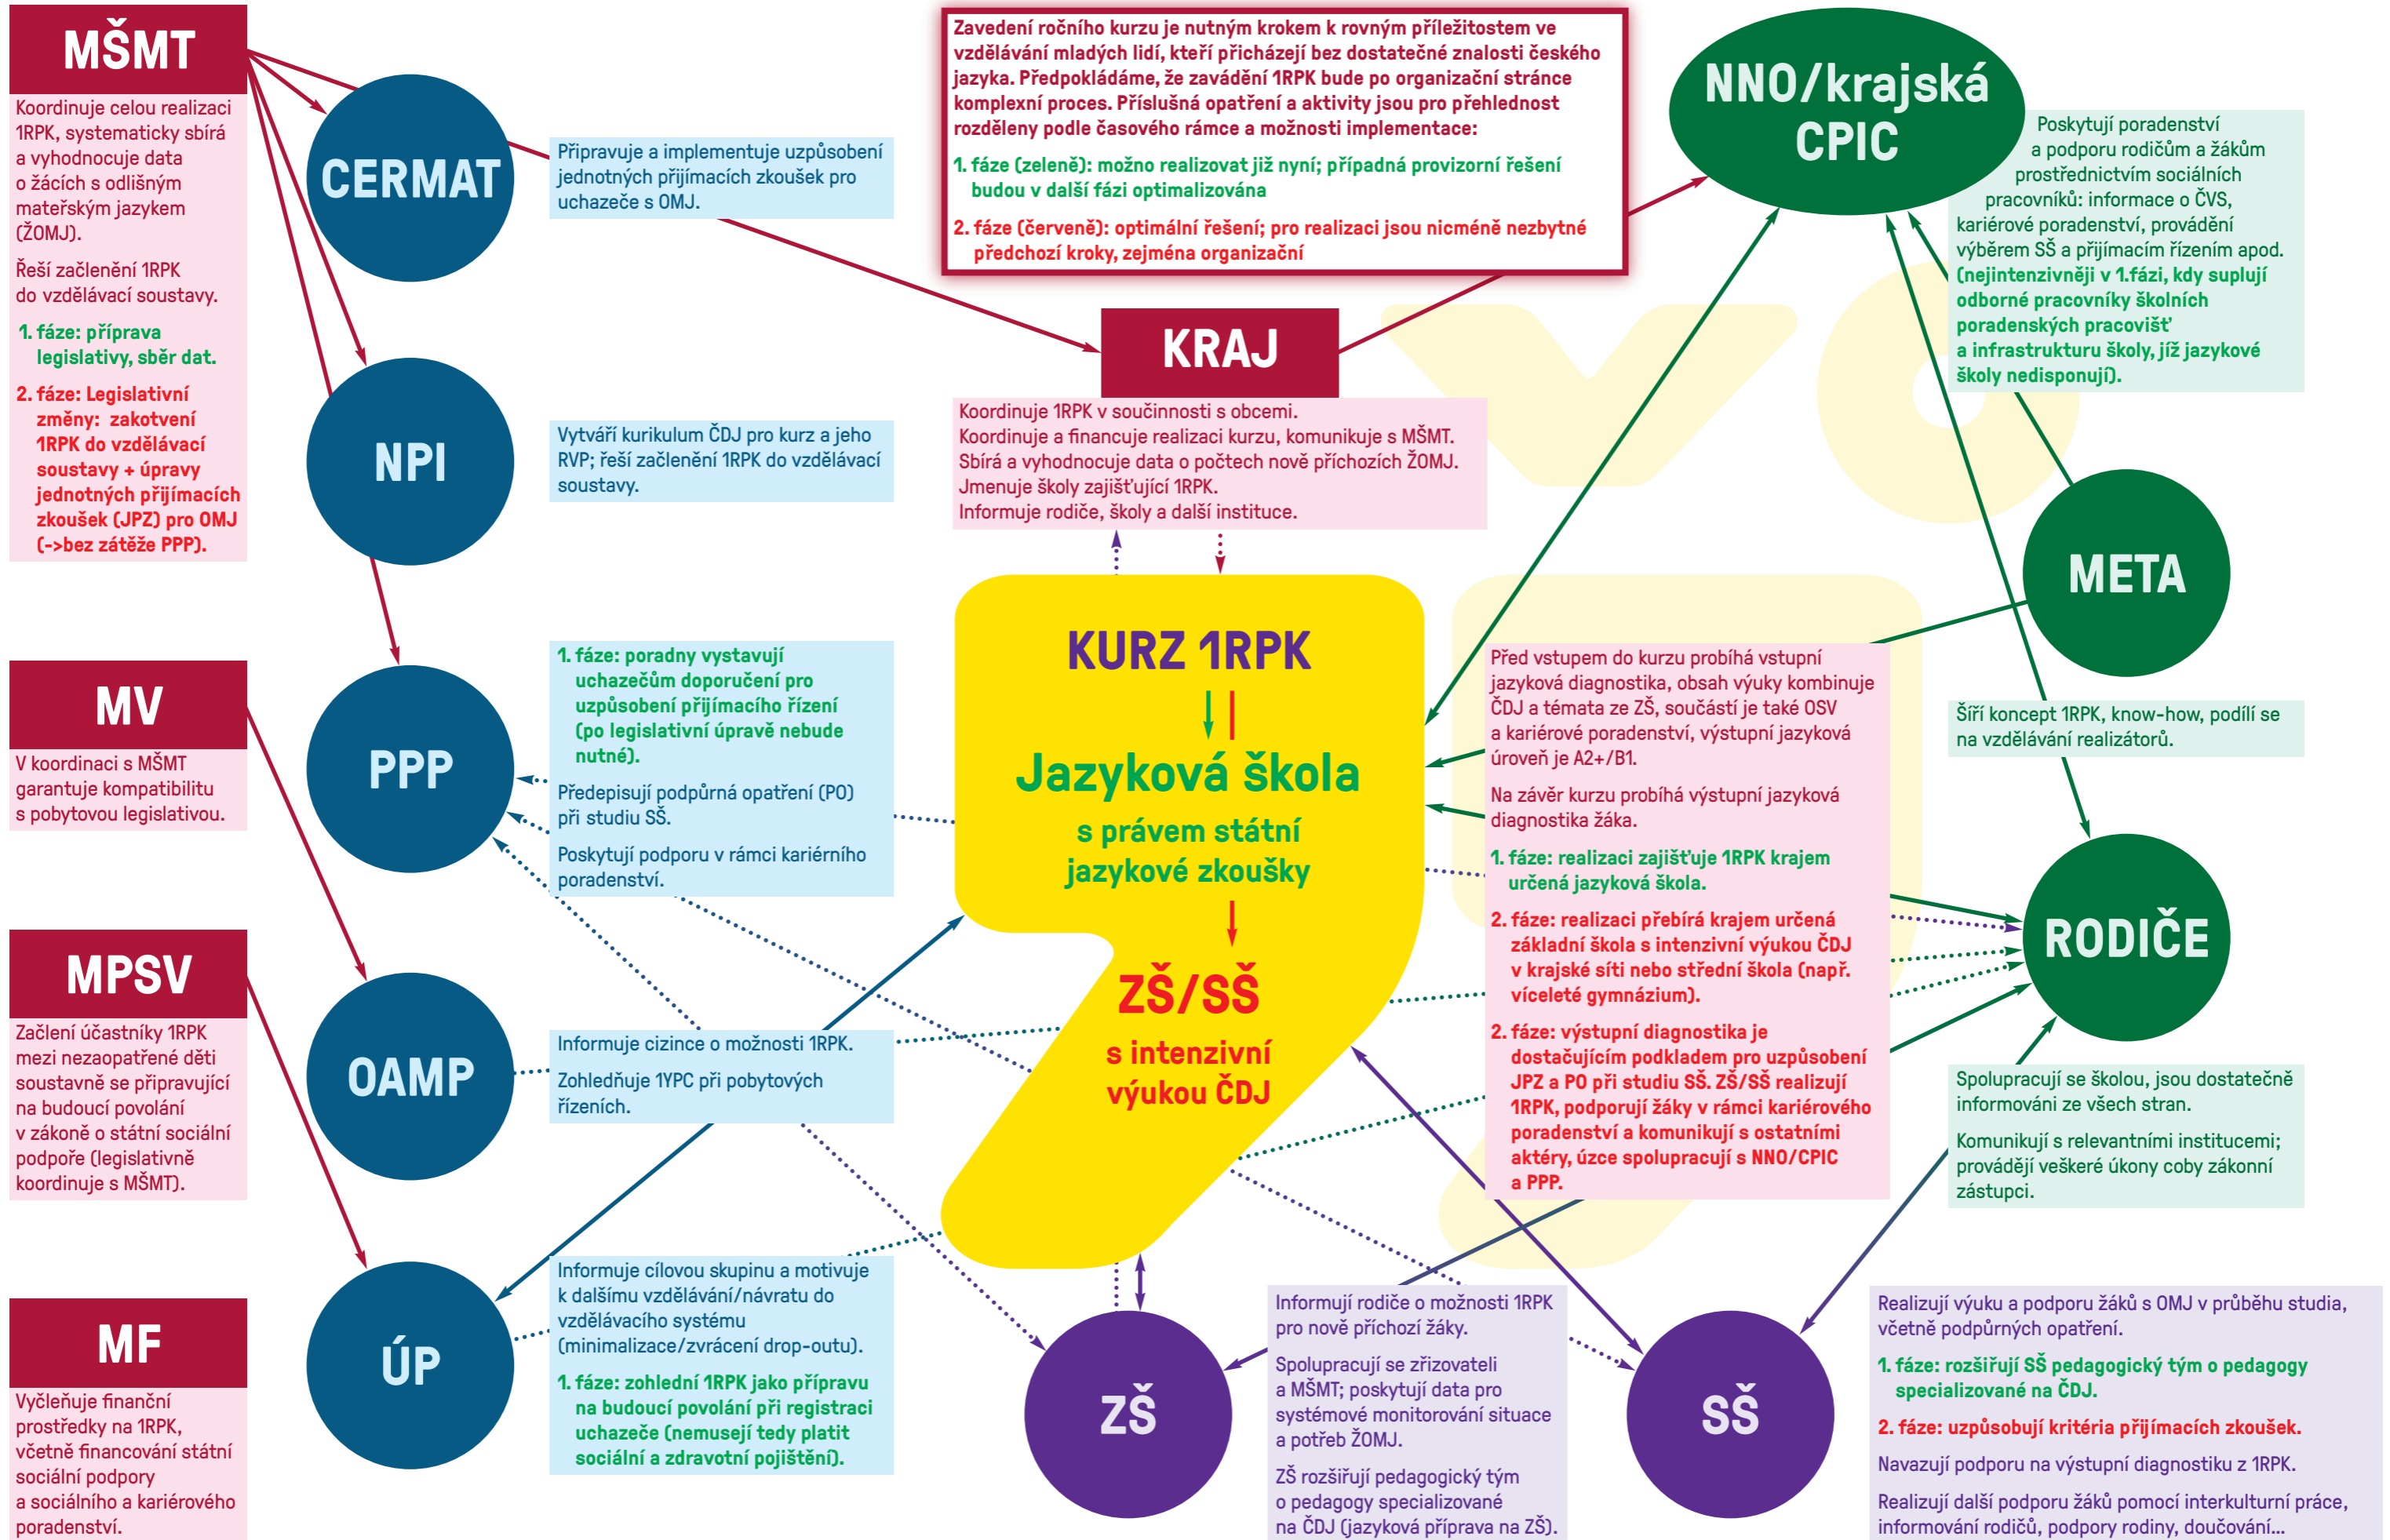 MŠMT
Koordinuje celou realizaci
1RPK, systematicky sbírá
a vyhodnocuje data
o žácích s odlišným
mateřským jazykem
(ŽOMJ).
Řeší začlenění 1RPK
do vzdělávací soustavy.
1. fáze: příprava
legislativy, sběr dat.
2. fáze: Legislativní
změny: zakotvení
1RPK do vzdělávací
soustavy + úpravy
jednotných přijímacích
zkoušek (JPZ) pro OMJ
(->bez zátěže PPP).
MV
V koordinaci s MŠMT
garantuje kompatibilitu
s pobytovou legislativou.
MPSV
Začlení účastníky 1RPK
mezi nezaopatřené děti
soustavně se připravující
na budoucí povolání
v zákoně o státní sociální
podpoře (legislativně
koordinuje s MŠMT).
MF
Vyčleňuje finanční
prostředky na 1RPK,
včetně financování státní
sociální podpory
a sociálního a kariérového
poradenství.
CERMAT
Připravuje a implementuje uzpůsobení
jednotných přijímacích zkoušek pro
uchazeče s OMJ.
NPI
Vytváří kurikulum ČDJ pro kurz a jeho
RVP; řeší začlenění 1RPK do vzdělávací
soustavy.
PPP
1. fáze: poradny vystavují
uchazečům doporučení pro
uzpůsobení přijímacího řízení
(po legislativní úpravě nebude
nutné).
Předepisují podpůrná opatření (PO)
při studiu SŠ.
Poskytují podporu v rámci kariérního
poradenství.
OAMP
Informuje cizince o možnosti 1RPK.
Zohledňuje 1YPC při pobytových
řízeních.
ÚP
Informuje cílovou skupinu a motivuje
k dalšímu vzdělávání/návratu do
vzdělávacího systému
(minimalizace/zvrácení drop-outu).
1. fáze: zohlední 1RPK jako přípravu
na budoucí povolání při registraci
uchazeče (nemusejí tedy platit
sociální a zdravotní pojištění).
Zavedení ročního kurzu je nutným krokem k rovným příležitostem ve
vzdělávání mladých lidí, kteří přicházejí bez dostatečné znalosti českého
jazyka. Předpokládáme, že zavádění 1RPK bude po organizační stránce
komplexní proces. Příslušná opatření a aktivity jsou pro přehlednost
rozděleny podle časového rámce a možnosti implementace:
1. fáze (zeleně): možno realizovat již nyní; případná provizorní řešení
budou v další fázi optimalizována
2. fáze (červeně): optimální řešení; pro realizaci jsou nicméně nezbytné
předchozí kroky, zejména organizační
KRAJ
Koordinuje 1RPK v součinnosti s obcemi.
Koordinuje a financuje realizaci kurzu, komunikuje s MŠMT.
Sbírá a vyhodnocuje data o počtech nově příchozích ŽOMJ.
Jmenuje školy zajišťující 1RPK.
Informuje rodiče, školy a další instituce.
KURZ 1RPK
Jazyková škola
s právem státní
jazykové zkoušky
ZŠ/SŠ
s intenzivní
výukou ČDJ
Před vstupem do kurzu probíhá vstupní
jazyková diagnostika, obsah výuky kombinuje
ČDJ a témata ze ZŠ, součástí je také OSV
a kariérové poradenství, výstupní jazyková
úroveň je A2+/B1.
Na závěr kurzu probíhá výstupní jazyková
diagnostika žáka.
1. fáze: realizaci zajišťuje 1RPK krajem
určená jazyková škola.
2. fáze: realizaci přebírá krajem určená
základní škola s intenzivní výukou ČDJ
v krajské síti nebo střední škola (např.
víceleté gymnázium).
2. fáze: výstupní diagnostika je
dostačujícím podkladem pro uzpůsobení
JPZ a PO při studiu SŠ. ZŠ/SŠ realizují
1RPK, podporují žáky v rámci kariérového
poradenství a komunikují s ostatními
aktéry, úzce spolupracují s NNO/CPIC
a PPP.
NNO/krajská
CPIC
Poskytují poradenství
a podporu rodičům a žákům
prostřednictvím sociálních
pracovníků: informace o ČVS,
kariérové poradenství, provádění
výběrem SŠ a přijímacím řízením apod.
(nejintenzivněji v 1.fázi, kdy suplují
odborné pracovníky školních
poradenských pracovišť
a infrastrukturu školy, jíž jazykové
školy nedisponují).
META
Šíří koncept 1RPK, know-how, podílí se
na vzdělávání realizátorů.
RODIČE
Spolupracují se školou, jsou dostatečně
informováni ze všech stran.
Komunikují s relevantními institucemi;
provádějí veškeré úkony coby zákonní
zástupci.
ZŠ
Informují rodiče o možnosti 1RPK
pro nově příchozí žáky.
Spolupracují se zřizovateli
a MŠMT; poskytují data pro
systémové monitorování situace
a potřeb ŽOMJ.
ZŠ rozšiřují pedagogický tým
o pedagogy specializované
na ČDJ (jazyková příprava na ZŠ).
SŠ
Realizují výuku a podporu žáků s OMJ v průběhu studia,
včetně podpůrných opatření.
1. fáze: rozšiřují SŠ pedagogický tým o pedagogy
specializované na ČDJ.
2. fáze: uzpůsobují kritéria přijímacích zkoušek.
Navazují podporu na výstupní diagnostiku z 1RPK.
Realizují další podporu žáků pomocí interkulturní práce,
informování rodičů, podpory rodiny, doučování...